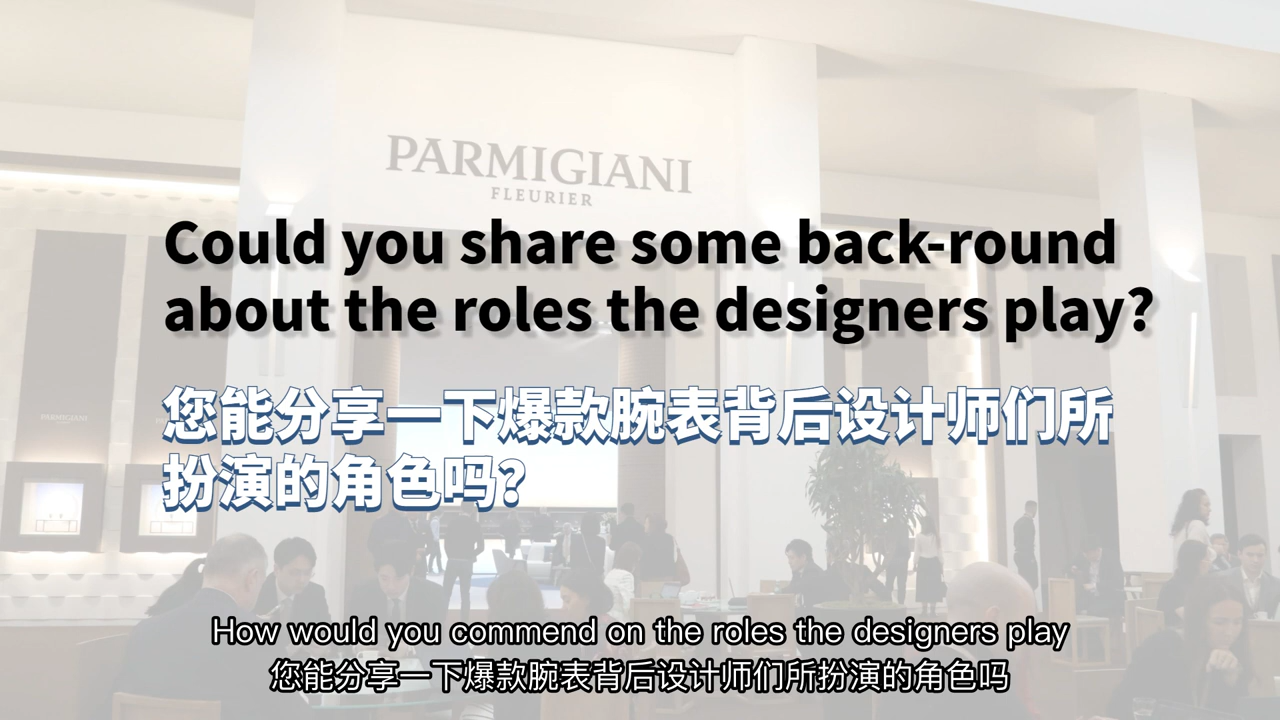 PARMIGIANI
FLEURIER
Could you share some back-round
about the roles the designers play?
您能分享一下爆款腕表背后设计师们所
扮演的角色吗？
PARMIGIANI
How would you commend on the roles the designers play
您能分享一下爆款腕表背后设计师们所扮演的角色吗